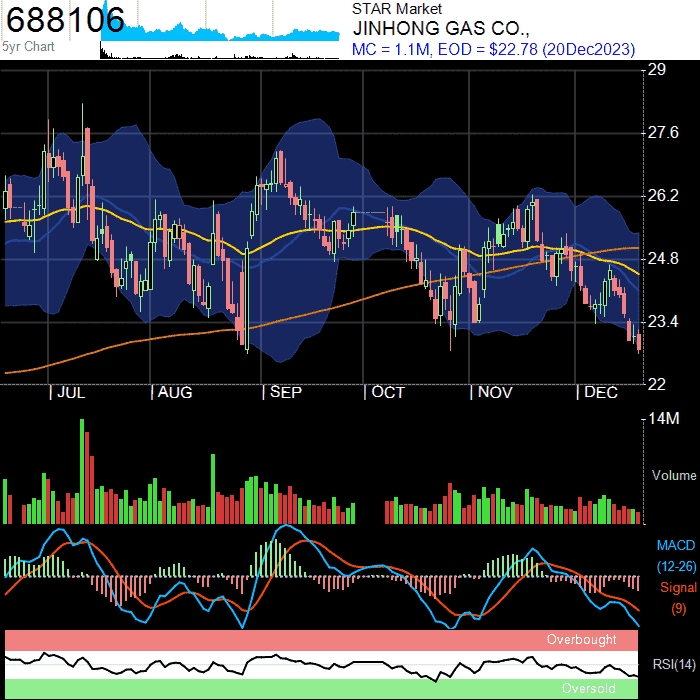 688106
5yr Chart
STAR Market
JINHONG GAS CO.,
MC = 1.1M, EOD = $22.78 (20Dec2023)
29
27.6
26.2
24.8
23.4
22
JUL
AUG
SEP
OCT
NOV
DEC
14M
Volume
MACD
(12-26)
Signal
(9)
Overbought
RSI(14)
Oversold